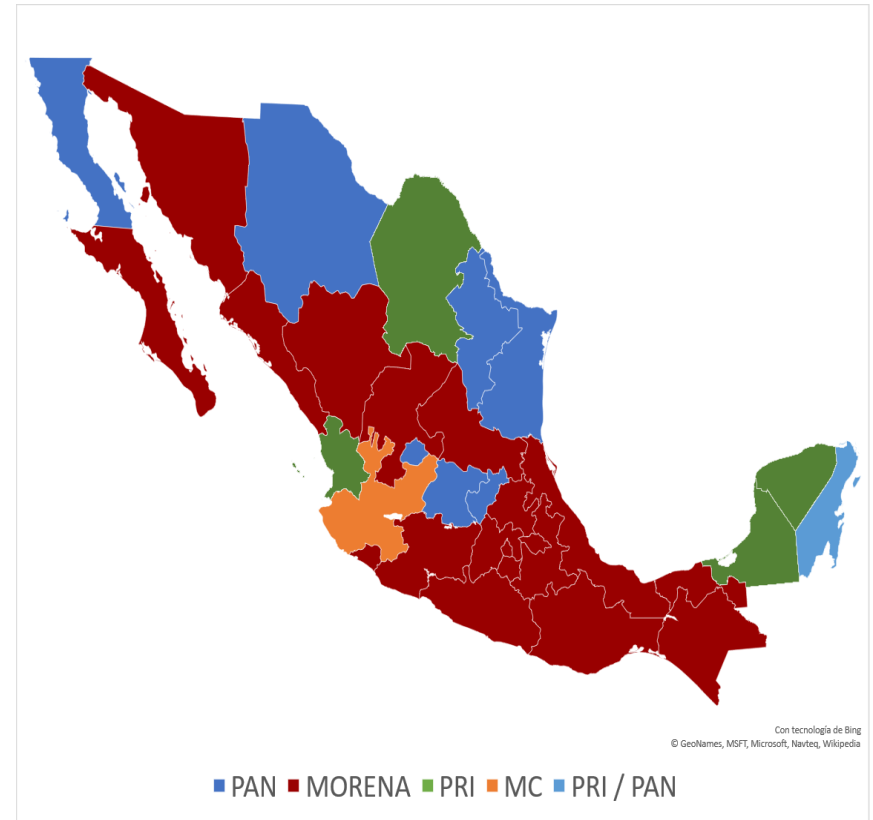 Con tecnología de Bing
© GeoNames, MSFT, Microsoft, Navteq, Wikipedia
PAN MORENA PRI MC PRI / PAN